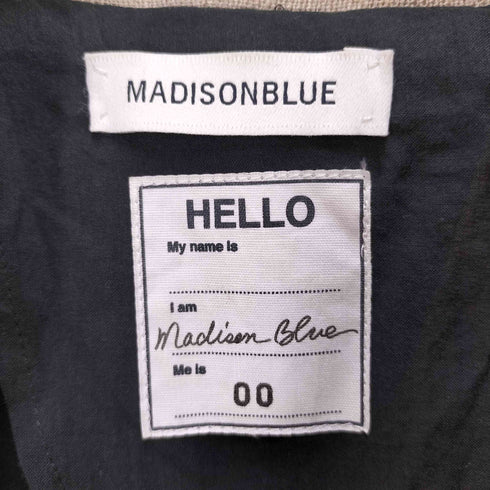 MADISONBLUE
HELLO
My name is
I am
Madison Blue
Me is
00